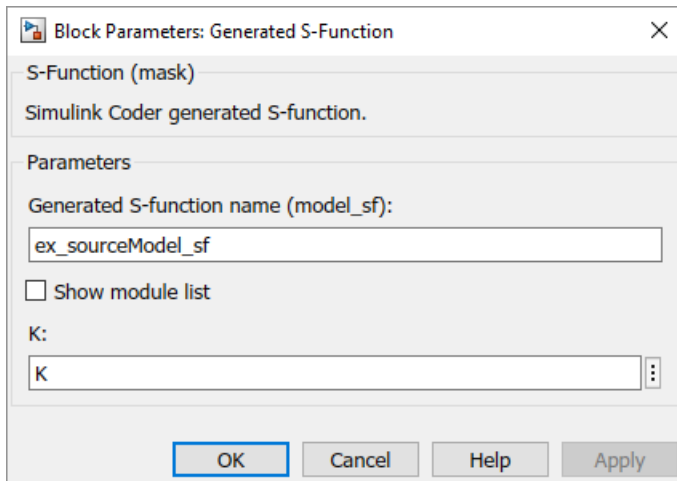 Block Parameters: Generated S-Function
S-Function (mask)
Simulink Coder generated S-function.
Parameters
Generated S-function name (model_sf):
ex_sourceModel_sf
Show module list
K:
K
OK Cancel Help Apply